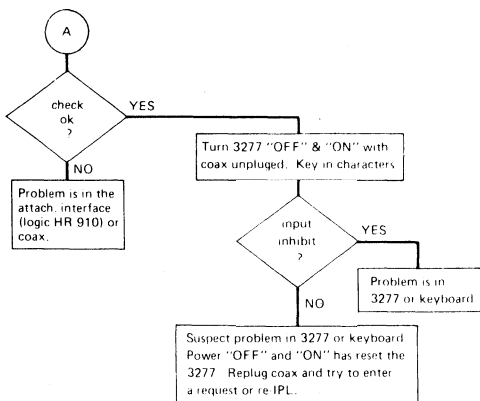 A
check
ok
?
YES
NO
Problem is in the
attach. interface
(logic HR 910) or
coax.
Turn 3277 "OFF" & "ON" with
coax unpluged. Key in characters
input
inhibit
?
YES
Problem is in
3277 or keyboard
NO
Suspect problem in 3277 or keyboard
Power "OFF" and "ON" has reset the
3277 Replug coax and try to enter
a request or re-IPL.